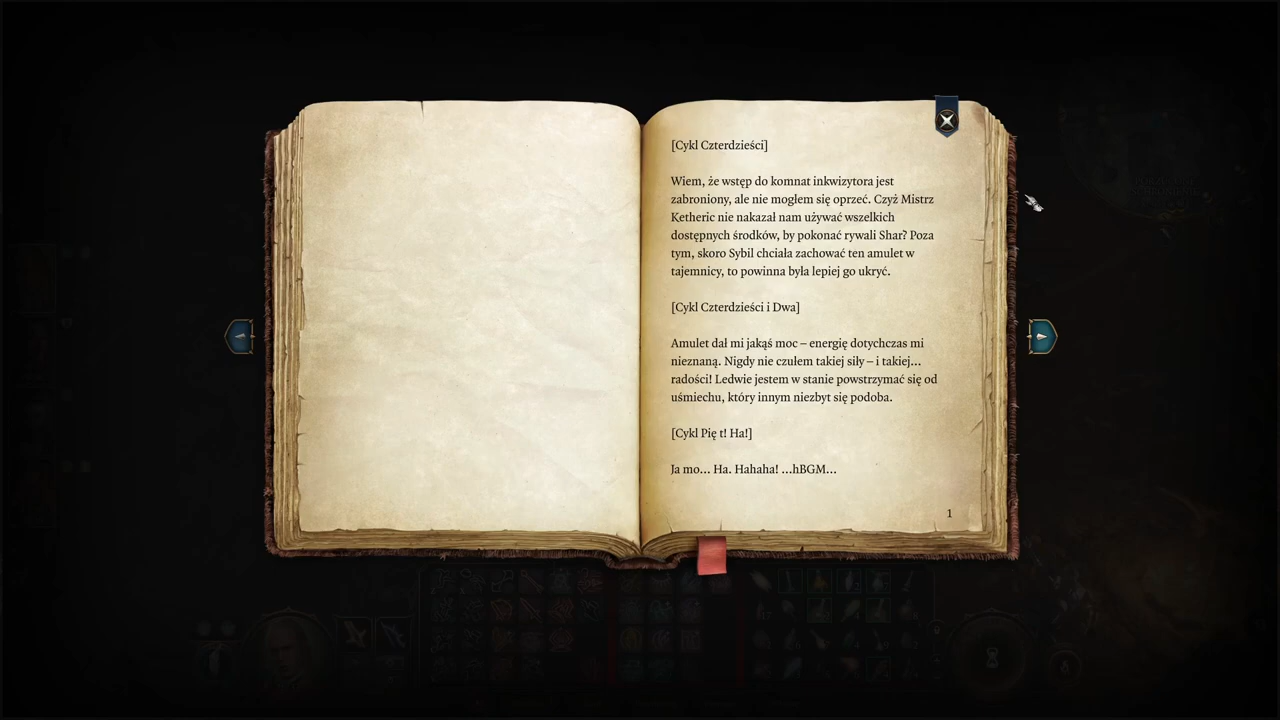 [Cykl Czterdzieści]
Wiem, że wstęp do komnat inkwizytora jest
zabroniony, ale nie mogłem się oprzeć. Czyż Mistrz
Ketheric nie nakazał nam używać wszelkich
dostępnych środków, by pokonać rywali Shar? Poza
tym, skoro Sybil chciała zachować ten amulet w
tajemnicy, to powinna była lepiej go ukryć.
[Cykl Czterdzieści i Dwa]
Amulet dał mi jakąś moc – energię dotychczas mi
nieznaną. Nigdy nie czułem takiej siły – i takiej...
radości! Ledwie jestem w stanie powstrzymać się od
uśmiechu, który innym niezbyt się podoba.
[Cykl Pię t! Ha!]
Ja mo... Ha. Hahaha! ...hBGM...
1